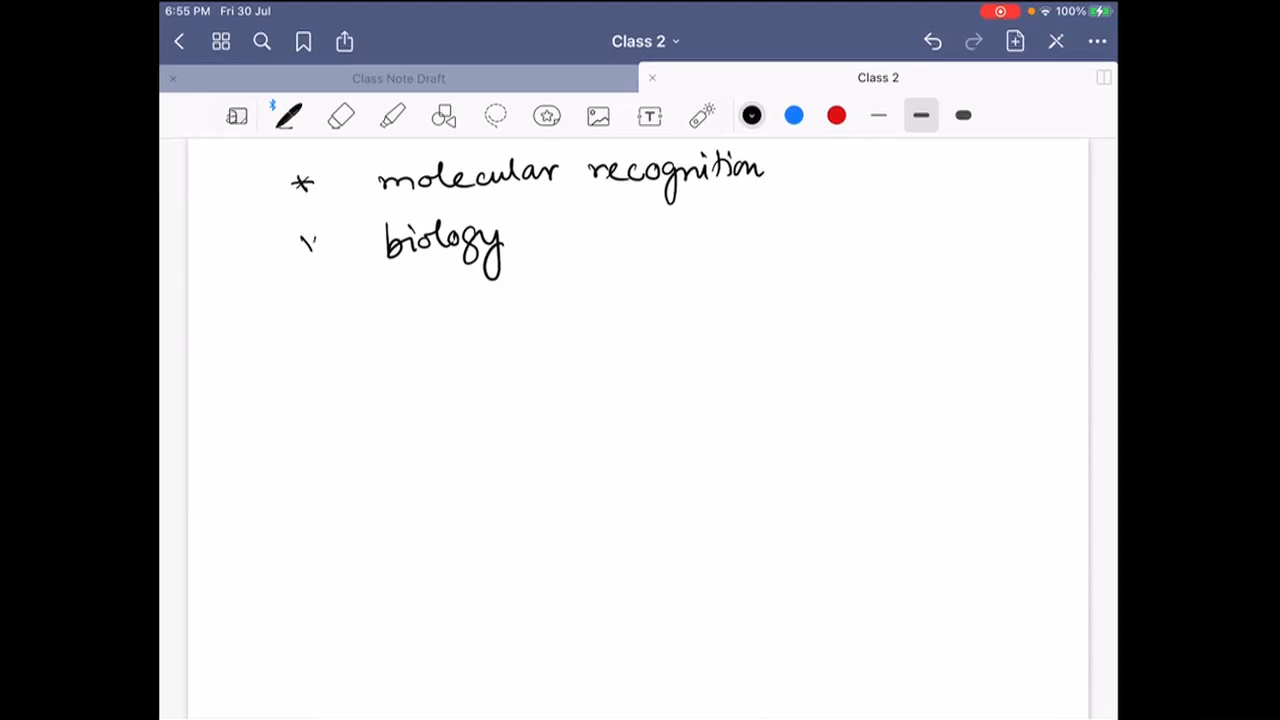 6:55 PM Fri 30 Jul 100%
Class 2
Class Note Draft Class 2
T
* molecular recognition
biology